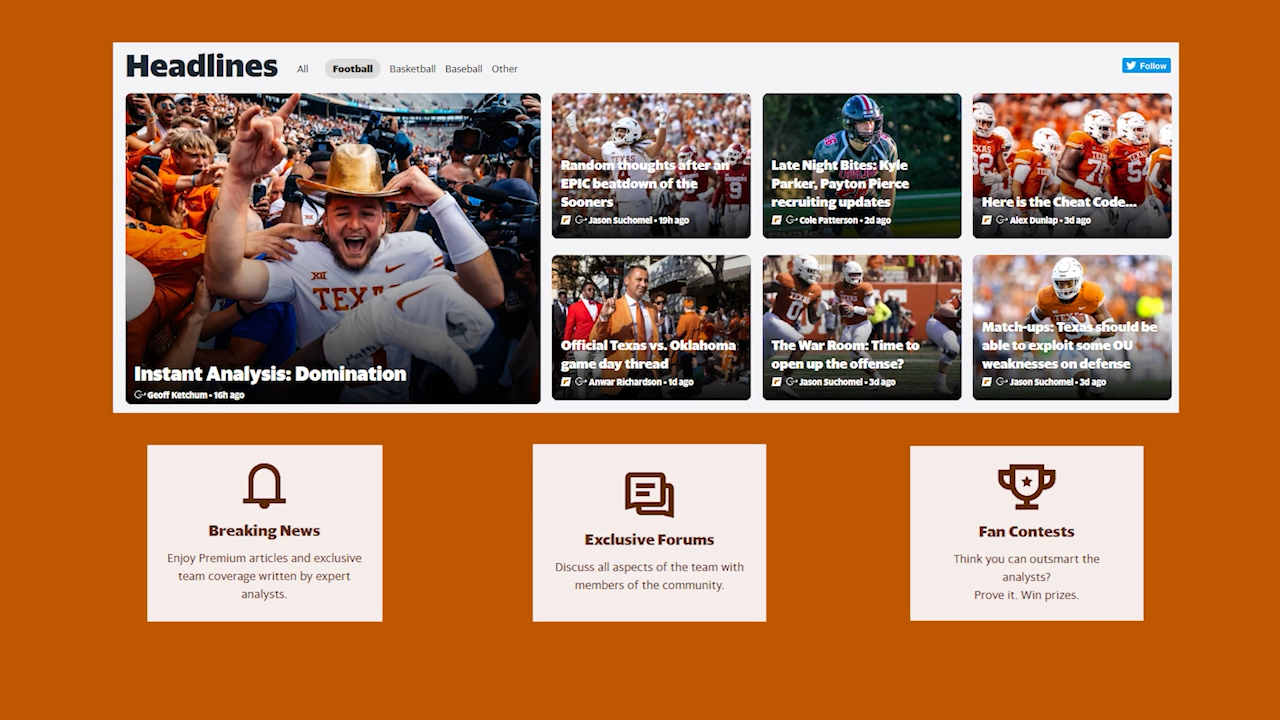 Headlines
All Football Basketball Baseball Other
Follow
TEXAS
Instant Analysis: Domination
Geoff Ketchum • 16h ago
Random thoughts after an
EPIC beatdown of the
Sooners
Jason Suchomel • 19h ago
Late Night Bites: Kyle
Parker, Payton Pierce
recruiting updates
Cole Patterson • 2d ago
Here is the Cheat Code...
Alex Dunlap • 3d ago
Official Texas vs. Oklahoma
game day thread
Anwar Richardson • 1d ago
The War Room: Time to
open up the offense?
Jason Suchomel • 3d ago
Match-ups: Texas should be
able to exploit some OU
weaknesses on defense
Jason Suchomel • 3d ago
Breaking News
Enjoy Premium articles and exclusive
team coverage written by expert
analysts.
Exclusive Forums
Discuss all aspects of the team with
members of the community.
Fan Contests
Think you can outsmart the
analysts?
Prove it. Win prizes.